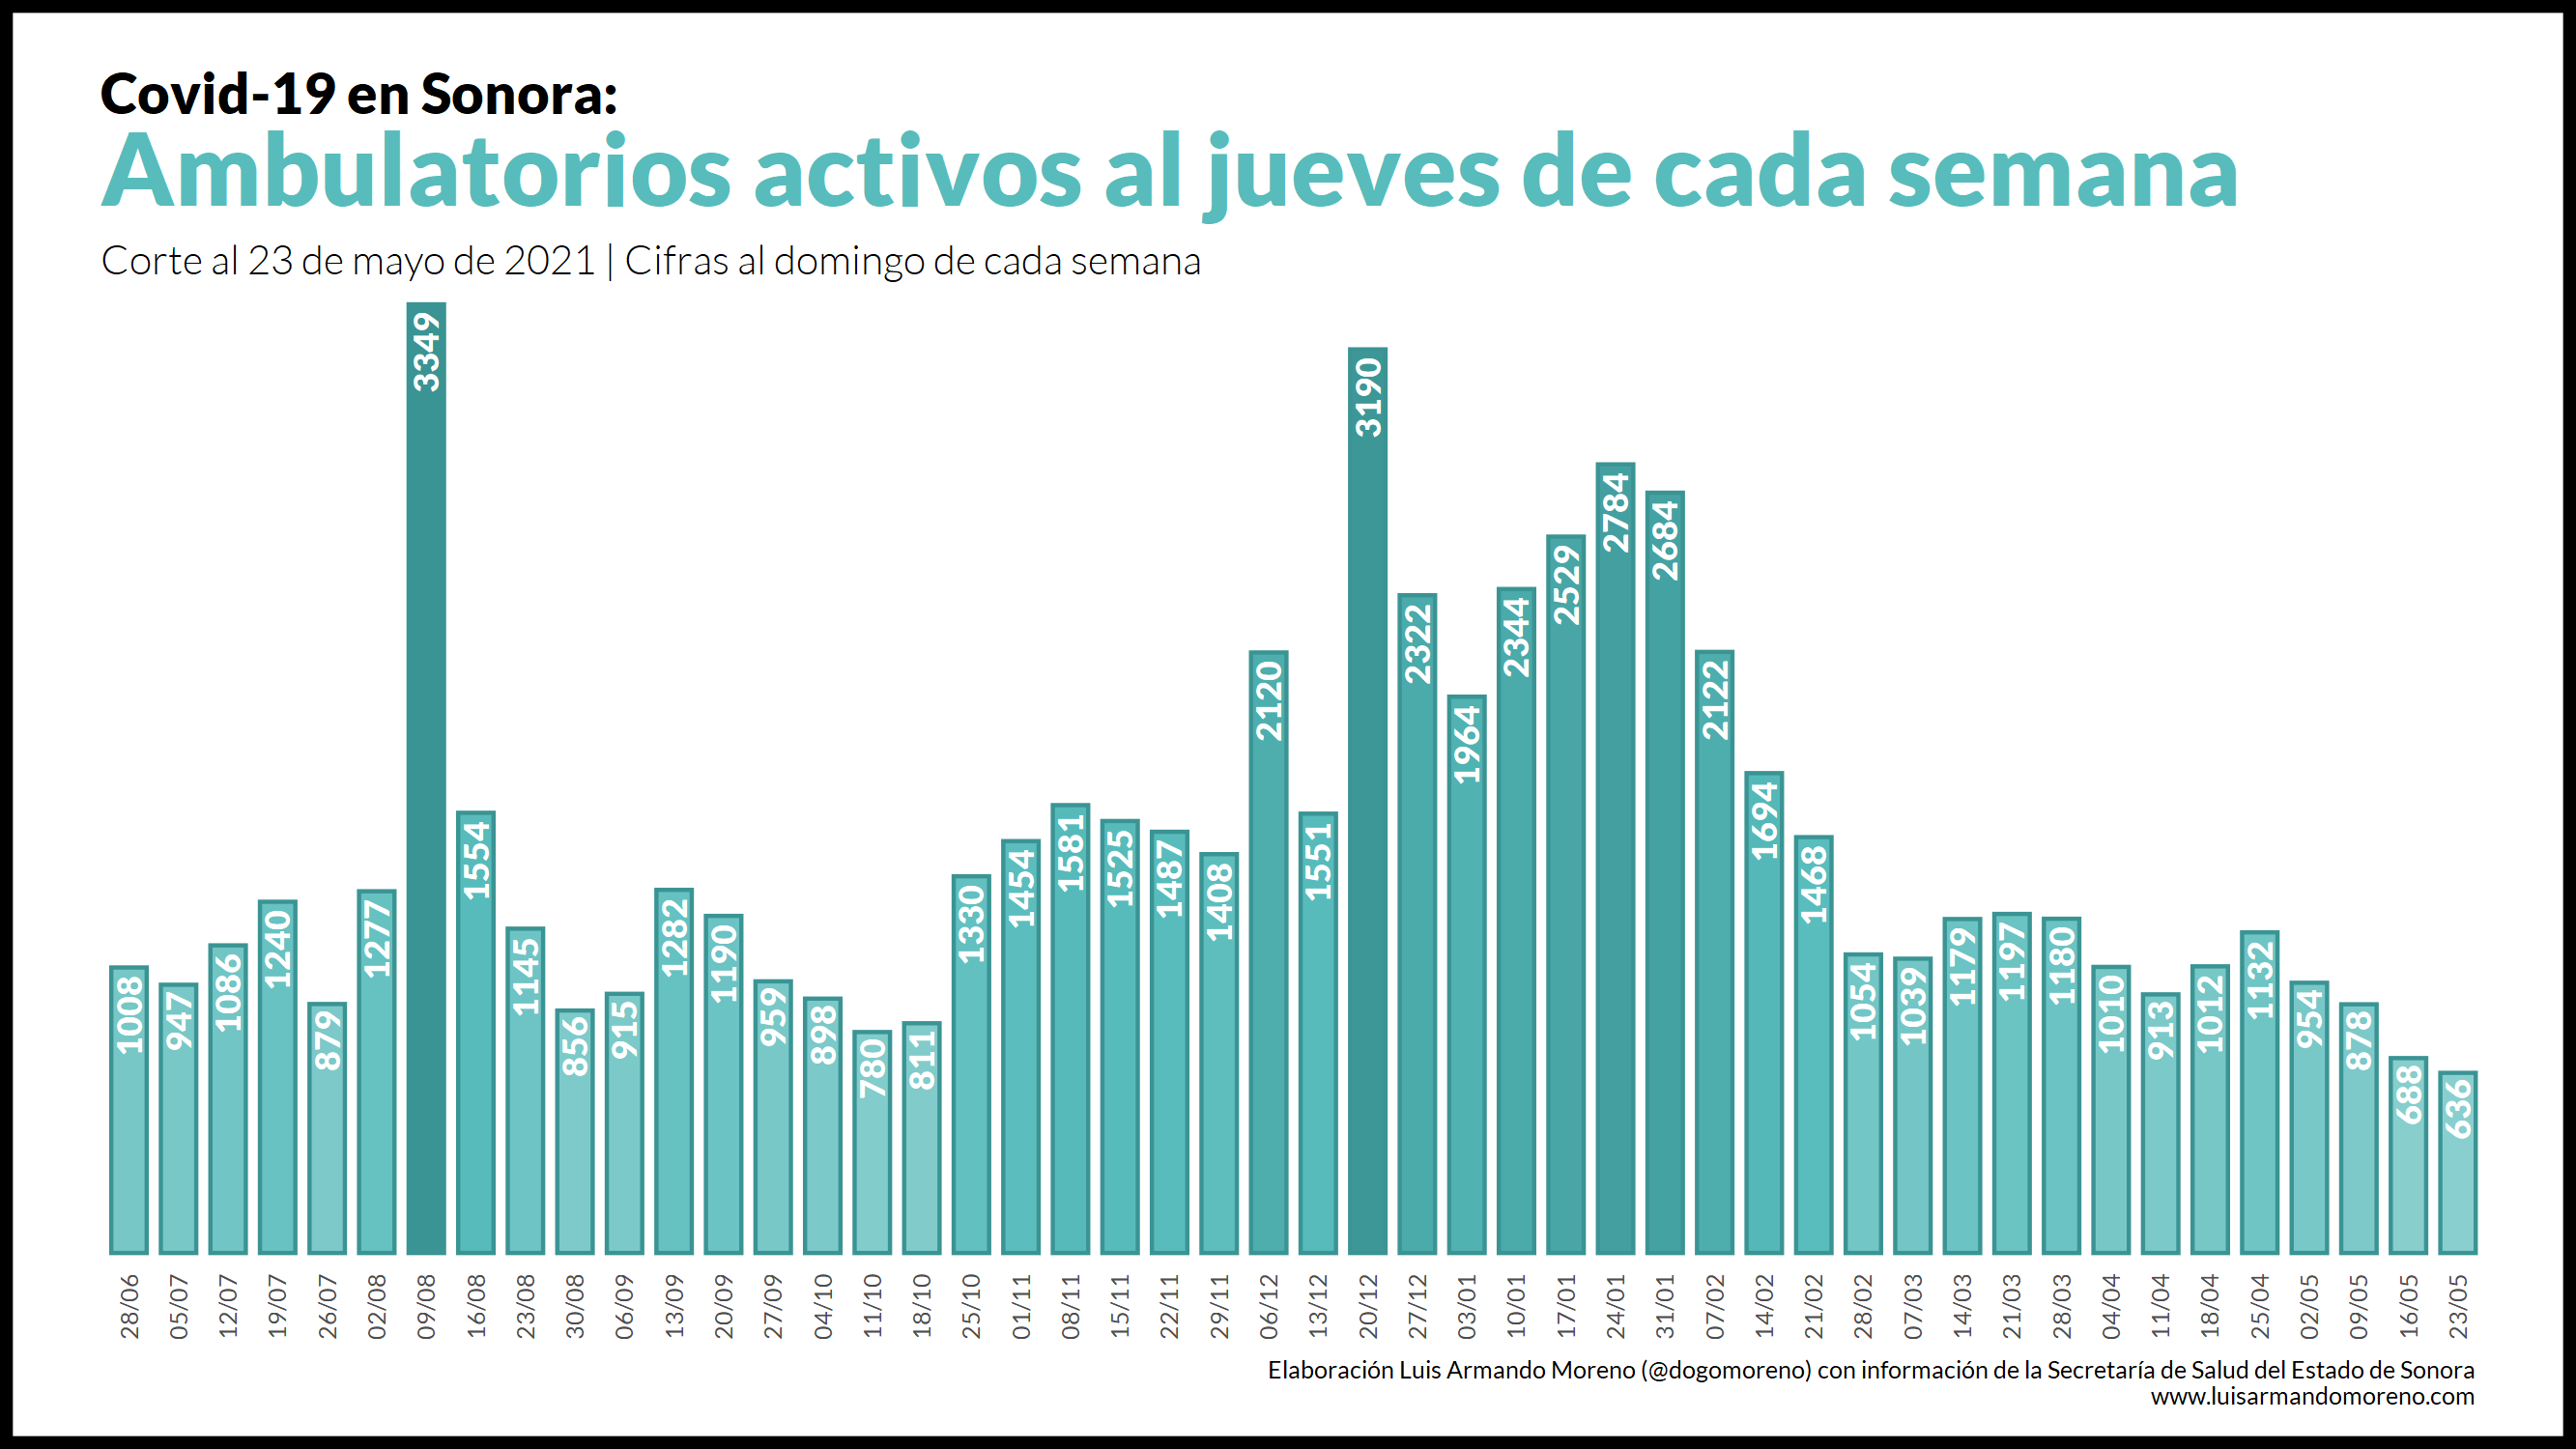 Covid-19 en Sonora:
Ambulatorios activos al jueves de cada semana
Corte al 23 de mayo de 2021 | Cifras al domingo de cada semana
1008 947 1086 1240 879 1277 3349 1554 1145 856 915 1282 1190 959 898 780 811 1330 1454 1581 1525 1487 1408 2120 1551 3190 2322 1964 2344 2529 2784 2684 2122 1694 1468 1054 1039 1179 1197 1180 1010 913 1012 1132 954 878 688 636
28/06 05/07 12/07 19/07 26/07 02/08 09/08 16/08 23/08 30/08 06/09 13/09 20/09 27/09 04/10 11/10 18/10 25/10 01/11 08/11 15/11 22/11 29/11 06/12 13/12 20/12 27/12 03/01 10/01 17/01 24/01 31/01 07/02 14/02 21/02 28/02 07/03 14/03 21/03 28/03 04/04 11/04 18/04 25/04 02/05 09/05 16/05 23/05
Elaboración Luis Armando Moreno (@dogomoreno) con información de la Secretaría de Salud del Estado de Sonora
www.luisarmandomoreno.com